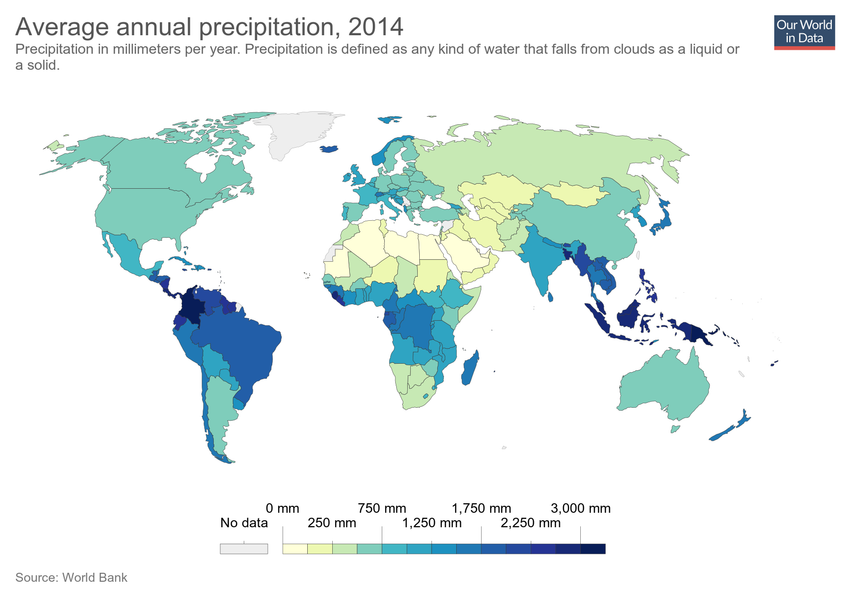 Average annual precipitation, 2014
Our World
in Data
Precipitation in millimeters per year. Precipitation is defined as any kind of water that falls from clouds as a liquid or
a solid.
0 mm 750 mm 1,750 mm 3,000 mm
No data 250 mm 1,250 mm 2,250 mm
Source: World Bank